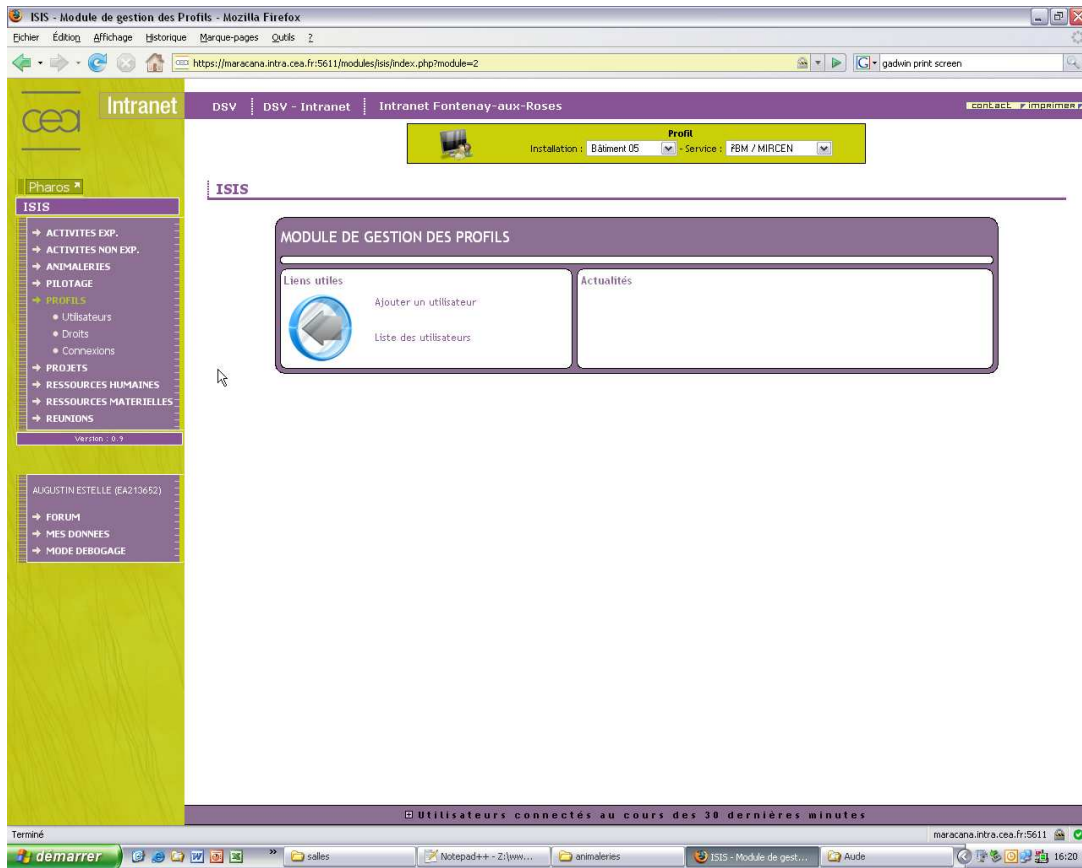 ISIS - Module de gestion des Profils - Mozilla Firefox
Fichier Édition Affichage Historique Marque-pages Outils ?
https://maracana.intra.cea.fr:5611/modules/isis/index.php?module=2
gadwin print screen
cea
Intranet
DSV DSV - Intranet Intranet Fontenay-aux-Roses
contact imprimer
Profil
Installation : Bâtiment 05 - Service : BM / MIRCEN
Pharos
ISIS
ISIS
ACTIVITES EXP.
ACTIVITES NON EXP.
ANIMALERIES
PILOTAGE
PROFILS
Utilisateurs
Droits
Connexions
PROJETS
RESSOURCES HUMAINES
RESSOURCES MATERIELLES
REUNIONS
Version : 0.9
MODULE DE GESTION DES PROFILS
Liens utiles
Ajouter un utilisateur
Liste des utilisateurs
Actualités
AUGUSTIN ESTELLE (EA213652)
FORUM
MES DONNEES
MODE DEBOGAGE
Utilisateurs connectés au cours des 30 dernières minutes
Terminé
maracana.intra.cea.fr:5611
démarrer
salles
Notepad++ - Z:\ww...
animaleries
ISIS - Module de gest...
Aude
16:20